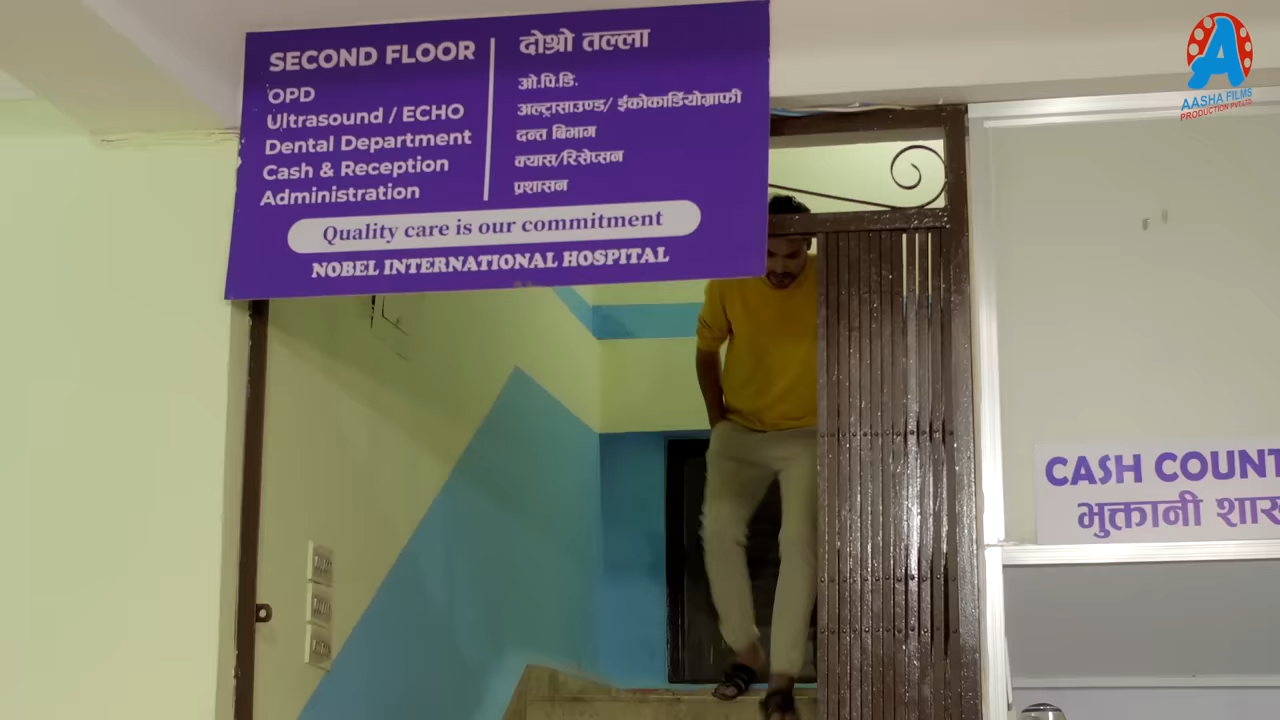 SECOND FLOOR
OPD
Ultrasound / ECHO
Dental Department
Cash & Reception
Administration
दोश्रो तल्ला
ओ.पि.डि.
अल्ट्रासाउण्ड/ ईकोकार्डियोग्राफी
दन्त बिभाग
क्यास/रिसेप्सन
प्रशासन
Quality care is our commitment
NOBEL INTERNATIONAL HOSPITAL
AASHA FILMS
PRODUCTION PVT.LTD
CASH COUNT
भुक्तानी शाख